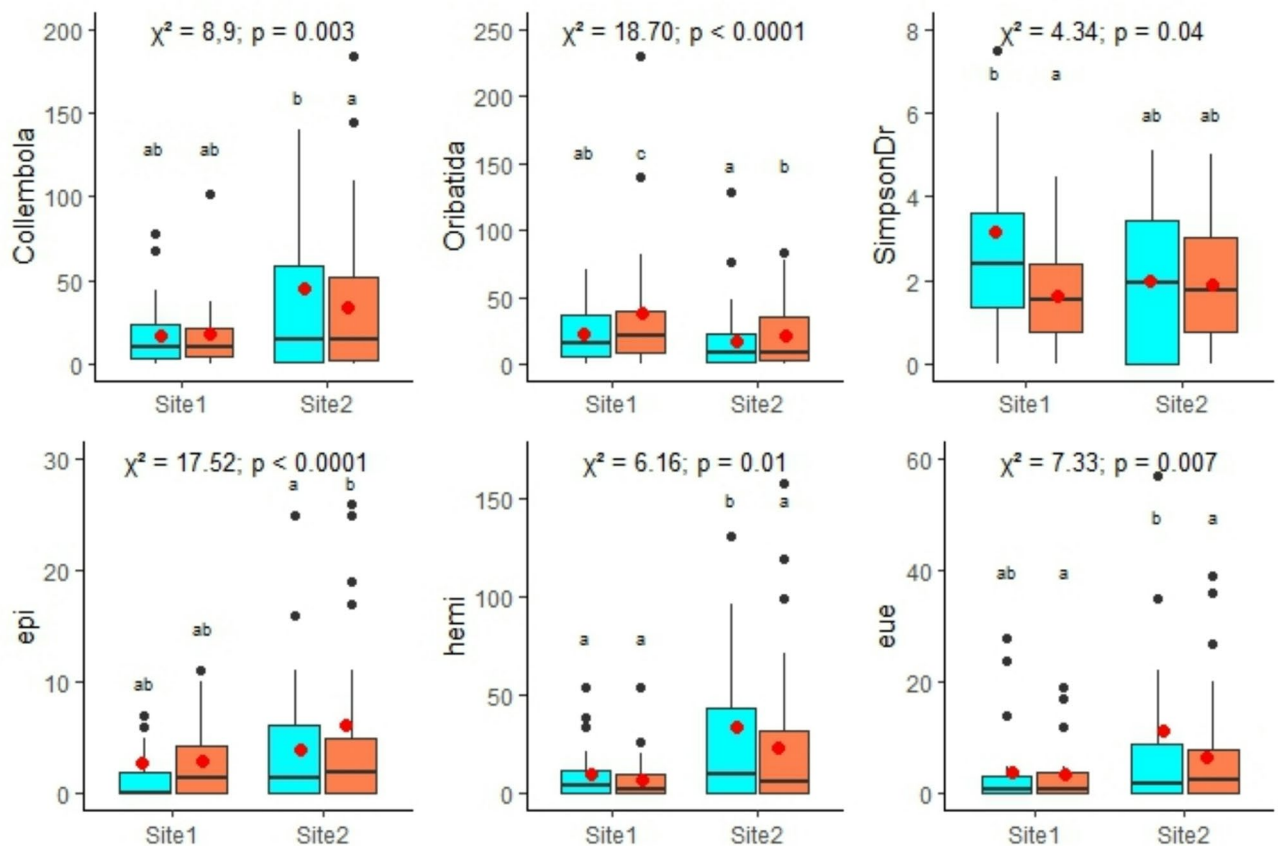 χ² = 8,9; p = 0.003
200
150
100
50
0
Collembola
ab
ab
b
a
Site1
Site2
χ² = 18.70; p < 0.0001
250
200
150
100
50
0
Oribatida
ab
c
a
b
Site1
Site2
χ² = 4.34; p = 0.04
8
6
4
2
0
SimpsonDr
b
a
ab
ab
Site1
Site2
χ² = 17.52; p < 0.0001
30
20
10
0
epi
ab
ab
a
b
Site1
Site2
χ² = 6.16; p = 0.01
150
100
50
0
hemi
a
a
b
a
Site1
Site2
χ² = 7.33; p = 0.007
60
40
20
0
eue
ab
a
b
a
Site1
Site2